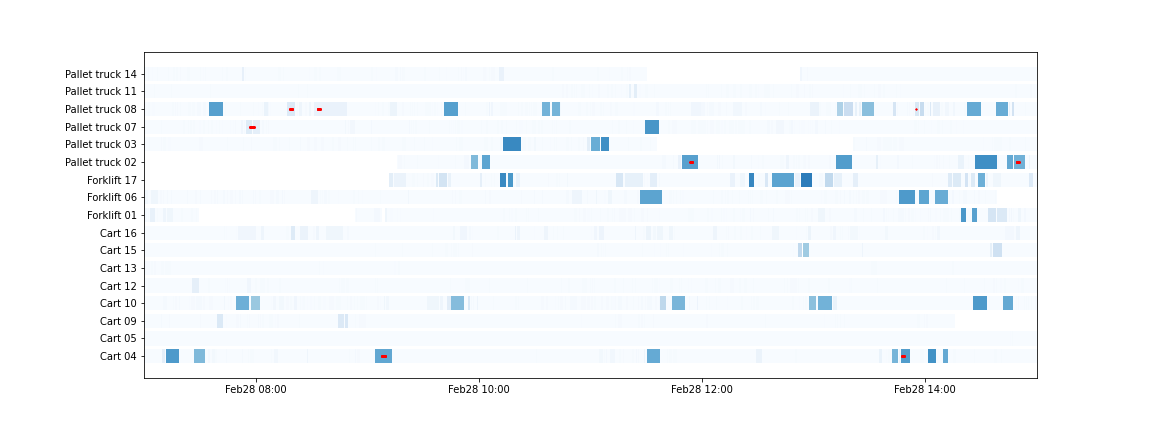 Pallet truck 14
Pallet truck 11
Pallet truck 08
Pallet truck 07
Pallet truck 03
Pallet truck 02
Forklift 17
Forklift 06
Forklift 01
Cart 16
Cart 15
Cart 13
Cart 12
Cart 10
Cart 09
Cart 05
Cart 04
Feb28 08:00 Feb28 10:00 Feb28 12:00 Feb28 14:00